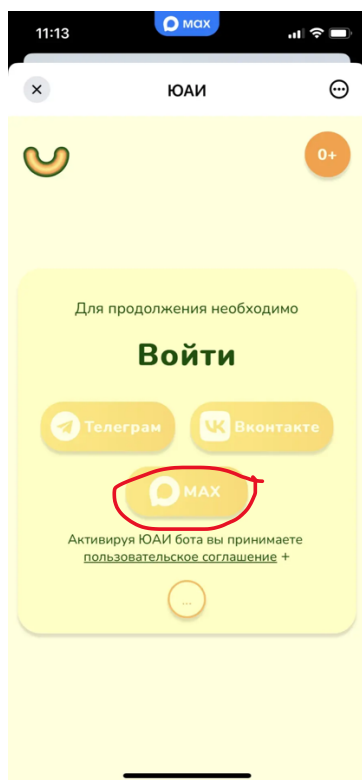 11:13
max
ЮАИ
0+
Для продолжения необходимо
Войти
Телеграм
Вконтакте
MAX
Активируя ЮАИ бота вы принимаете
пользовательское соглашение +
...